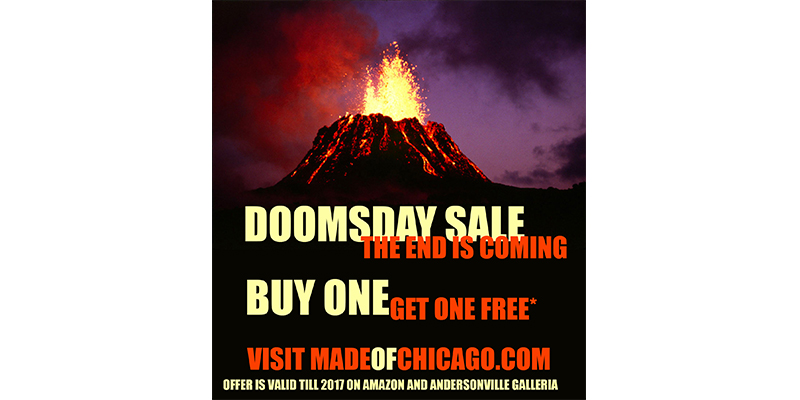 DOOMSDAY SALE
THE END IS COMING
BUY ONE
GET ONE FREE*
VISIT MADEOFCHICAGO.COM
OFFER IS VALID TILL 2017 ON AMAZON AND ANDERSONVILLE GALLERIA